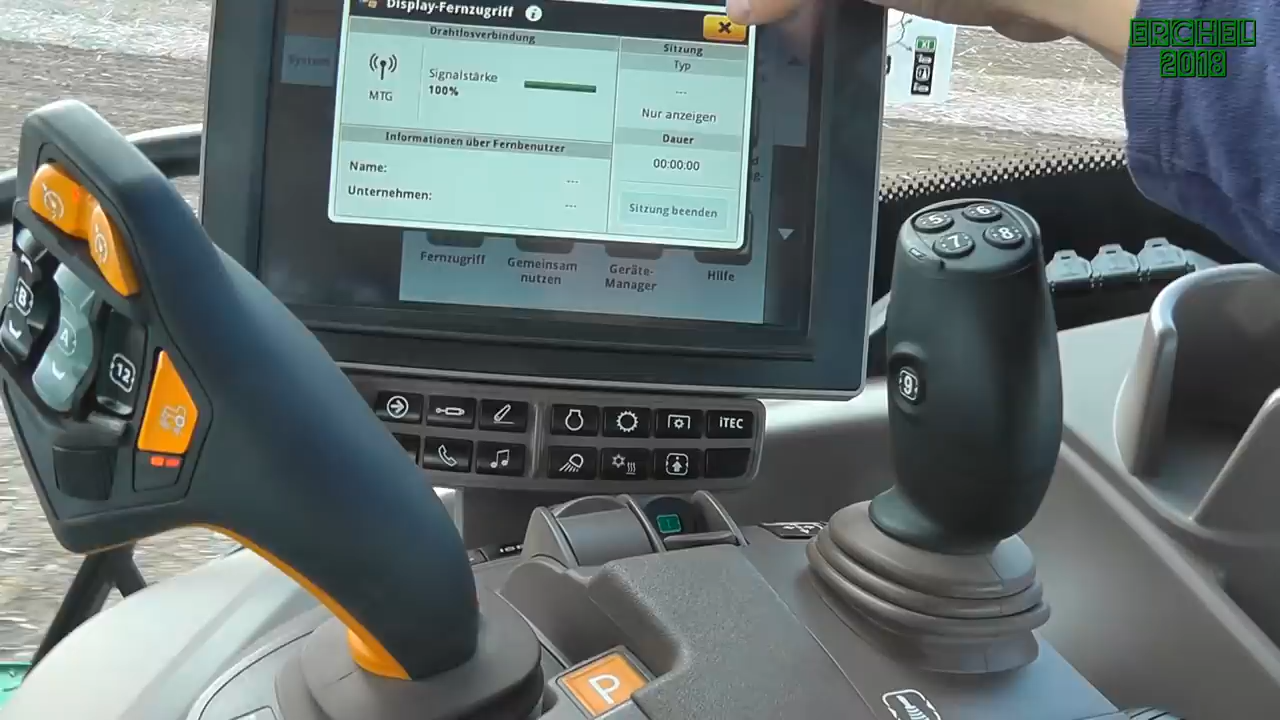 Display-Fernzugriff
Drahtlosverbindung
Sitzung
System
Typ
Signalstärke
100%
---
MTG
Nur anzeigen
Informationen über Fernbenutzer
Dauer
Name:
---
00:00:00
Unternehmen:
---
Sitzung beenden
Fernzugriff
Gemeinsam
nutzen
Geräte-
Manager
Hilfe
ERCHEL
2018
5
6
7
8
9
B
A
12
iTEC
P